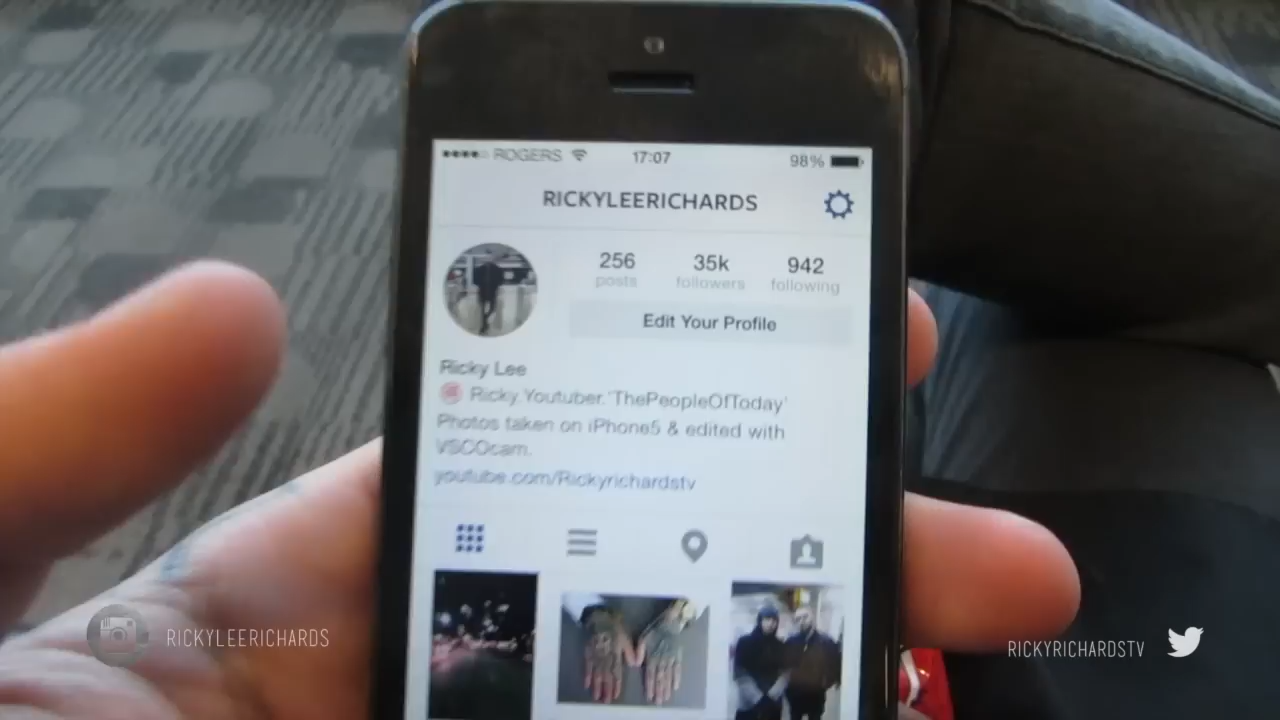 ROGERS 17:07 98%
RICKYLEERICHARDS
256 35k 942
posts followers following
Edit Your Profile
Ricky Lee
Ricky. Youtuber. 'ThePeopleOfToday'
Photos taken on iPhone5 & edited with
VSCOcam.
youtube.com/Rickyrichardstv
RICKYLEERICHARDS
RICKYRICHARDSTV